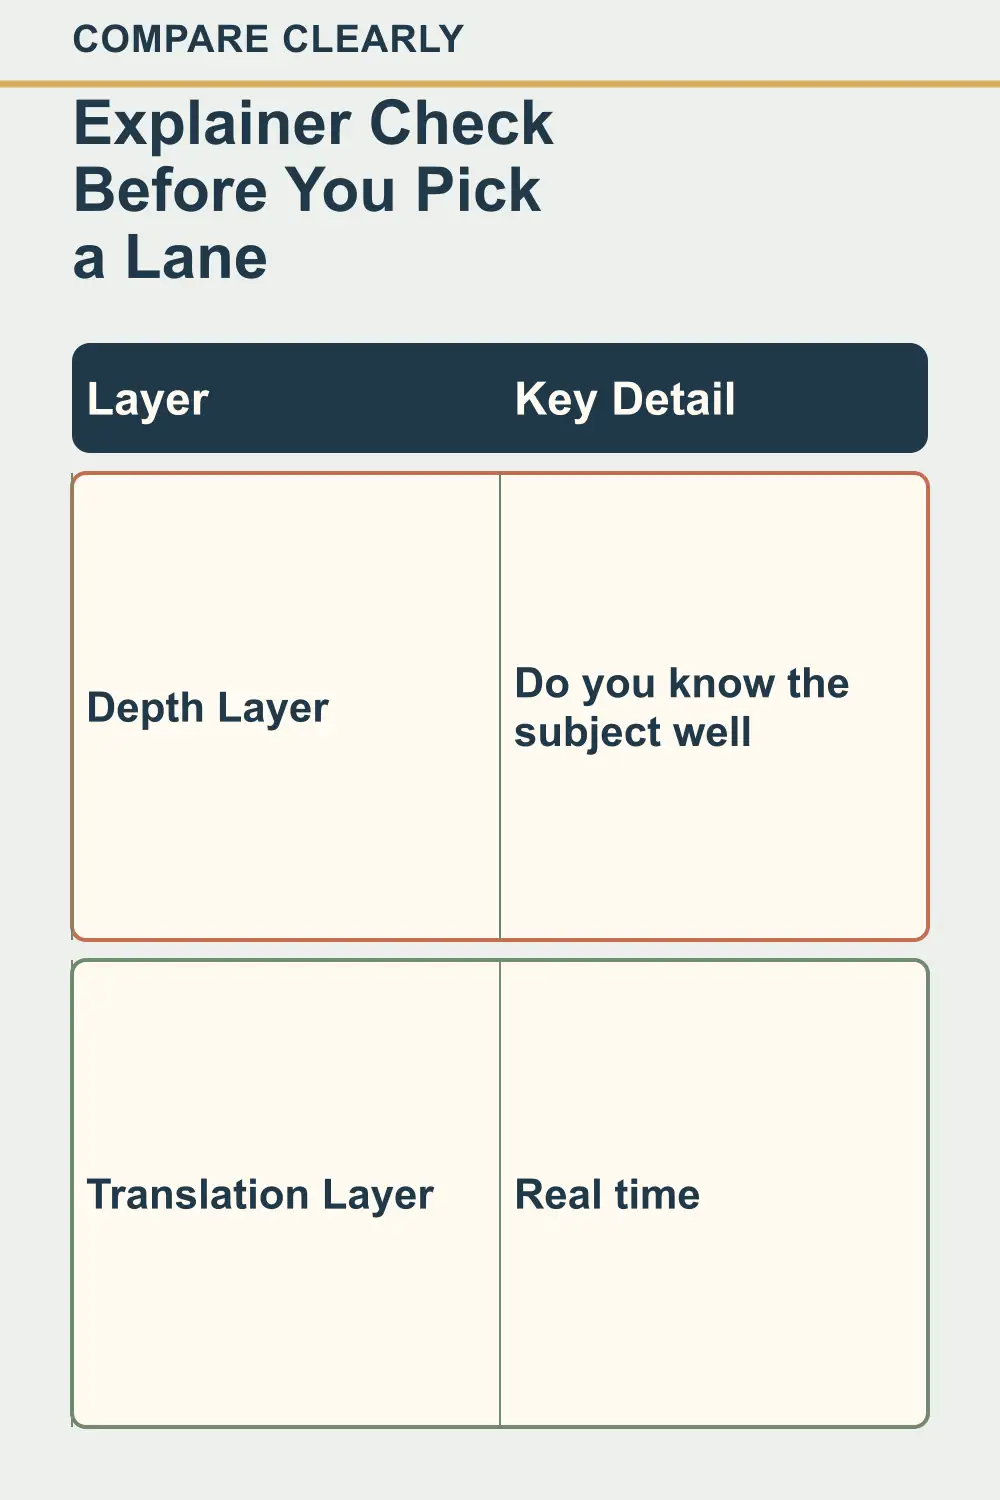 COMPARE CLEARLY
Explainer Check
Before You Pick
a Lane
Layer
Key Detail
Depth Layer
Do you know the
subject well
Translation Layer
Real time